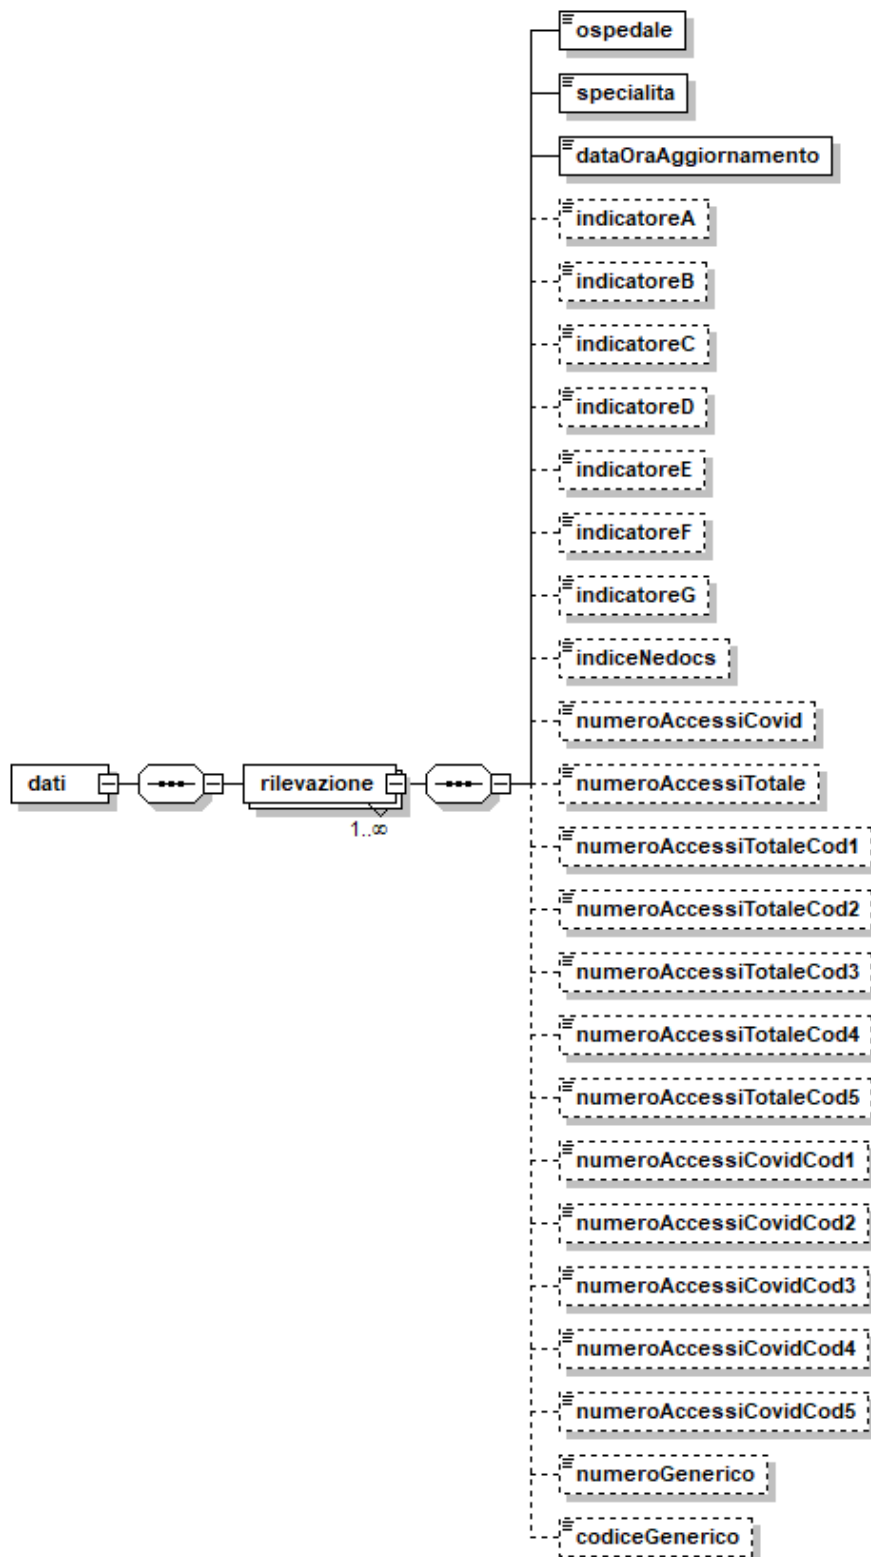 ospedale
specialita
dataOraAggiornamento
indicatoreA
indicatoreB
indicatoreC
indicatoreD
indicatoreE
indicatoreF
indicatoreG
indiceNedocs
numeroAccessiCovid
dati
rilevazione
1..∞
numeroAccessiTotale
numeroAccessiTotaleCod1
numeroAccessiTotaleCod2
numeroAccessiTotaleCod3
numeroAccessiTotaleCod4
numeroAccessiTotaleCod5
numeroAccessiCovidCod1
numeroAccessiCovidCod2
numeroAccessiCovidCod3
numeroAccessiCovidCod4
numeroAccessiCovidCod5
numeroGenerico
codiceGenerico